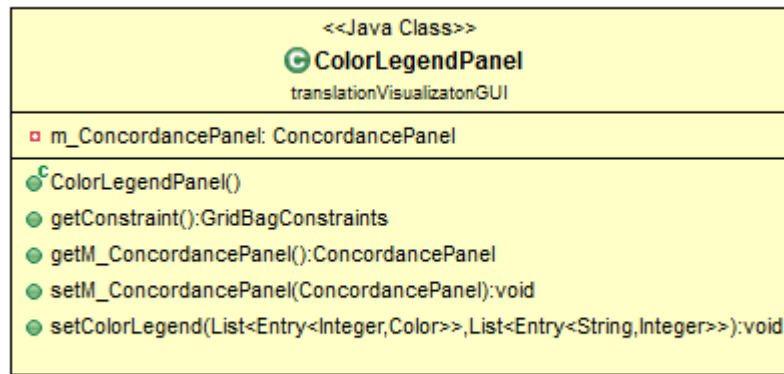 <<Java Class>>
ColorLegendPanel
translationVisualizatonGUI
m_ConcordancePanel: ConcordancePanel
ColorLegendPanel()
getConstraint():GridBagConstraints
getM_ConcordancePanel():ConcordancePanel
setM_ConcordancePanel(ConcordancePanel):void
setColorLegend(List<Entry<Integer,Color>>,List<Entry<String,Integer>>):void